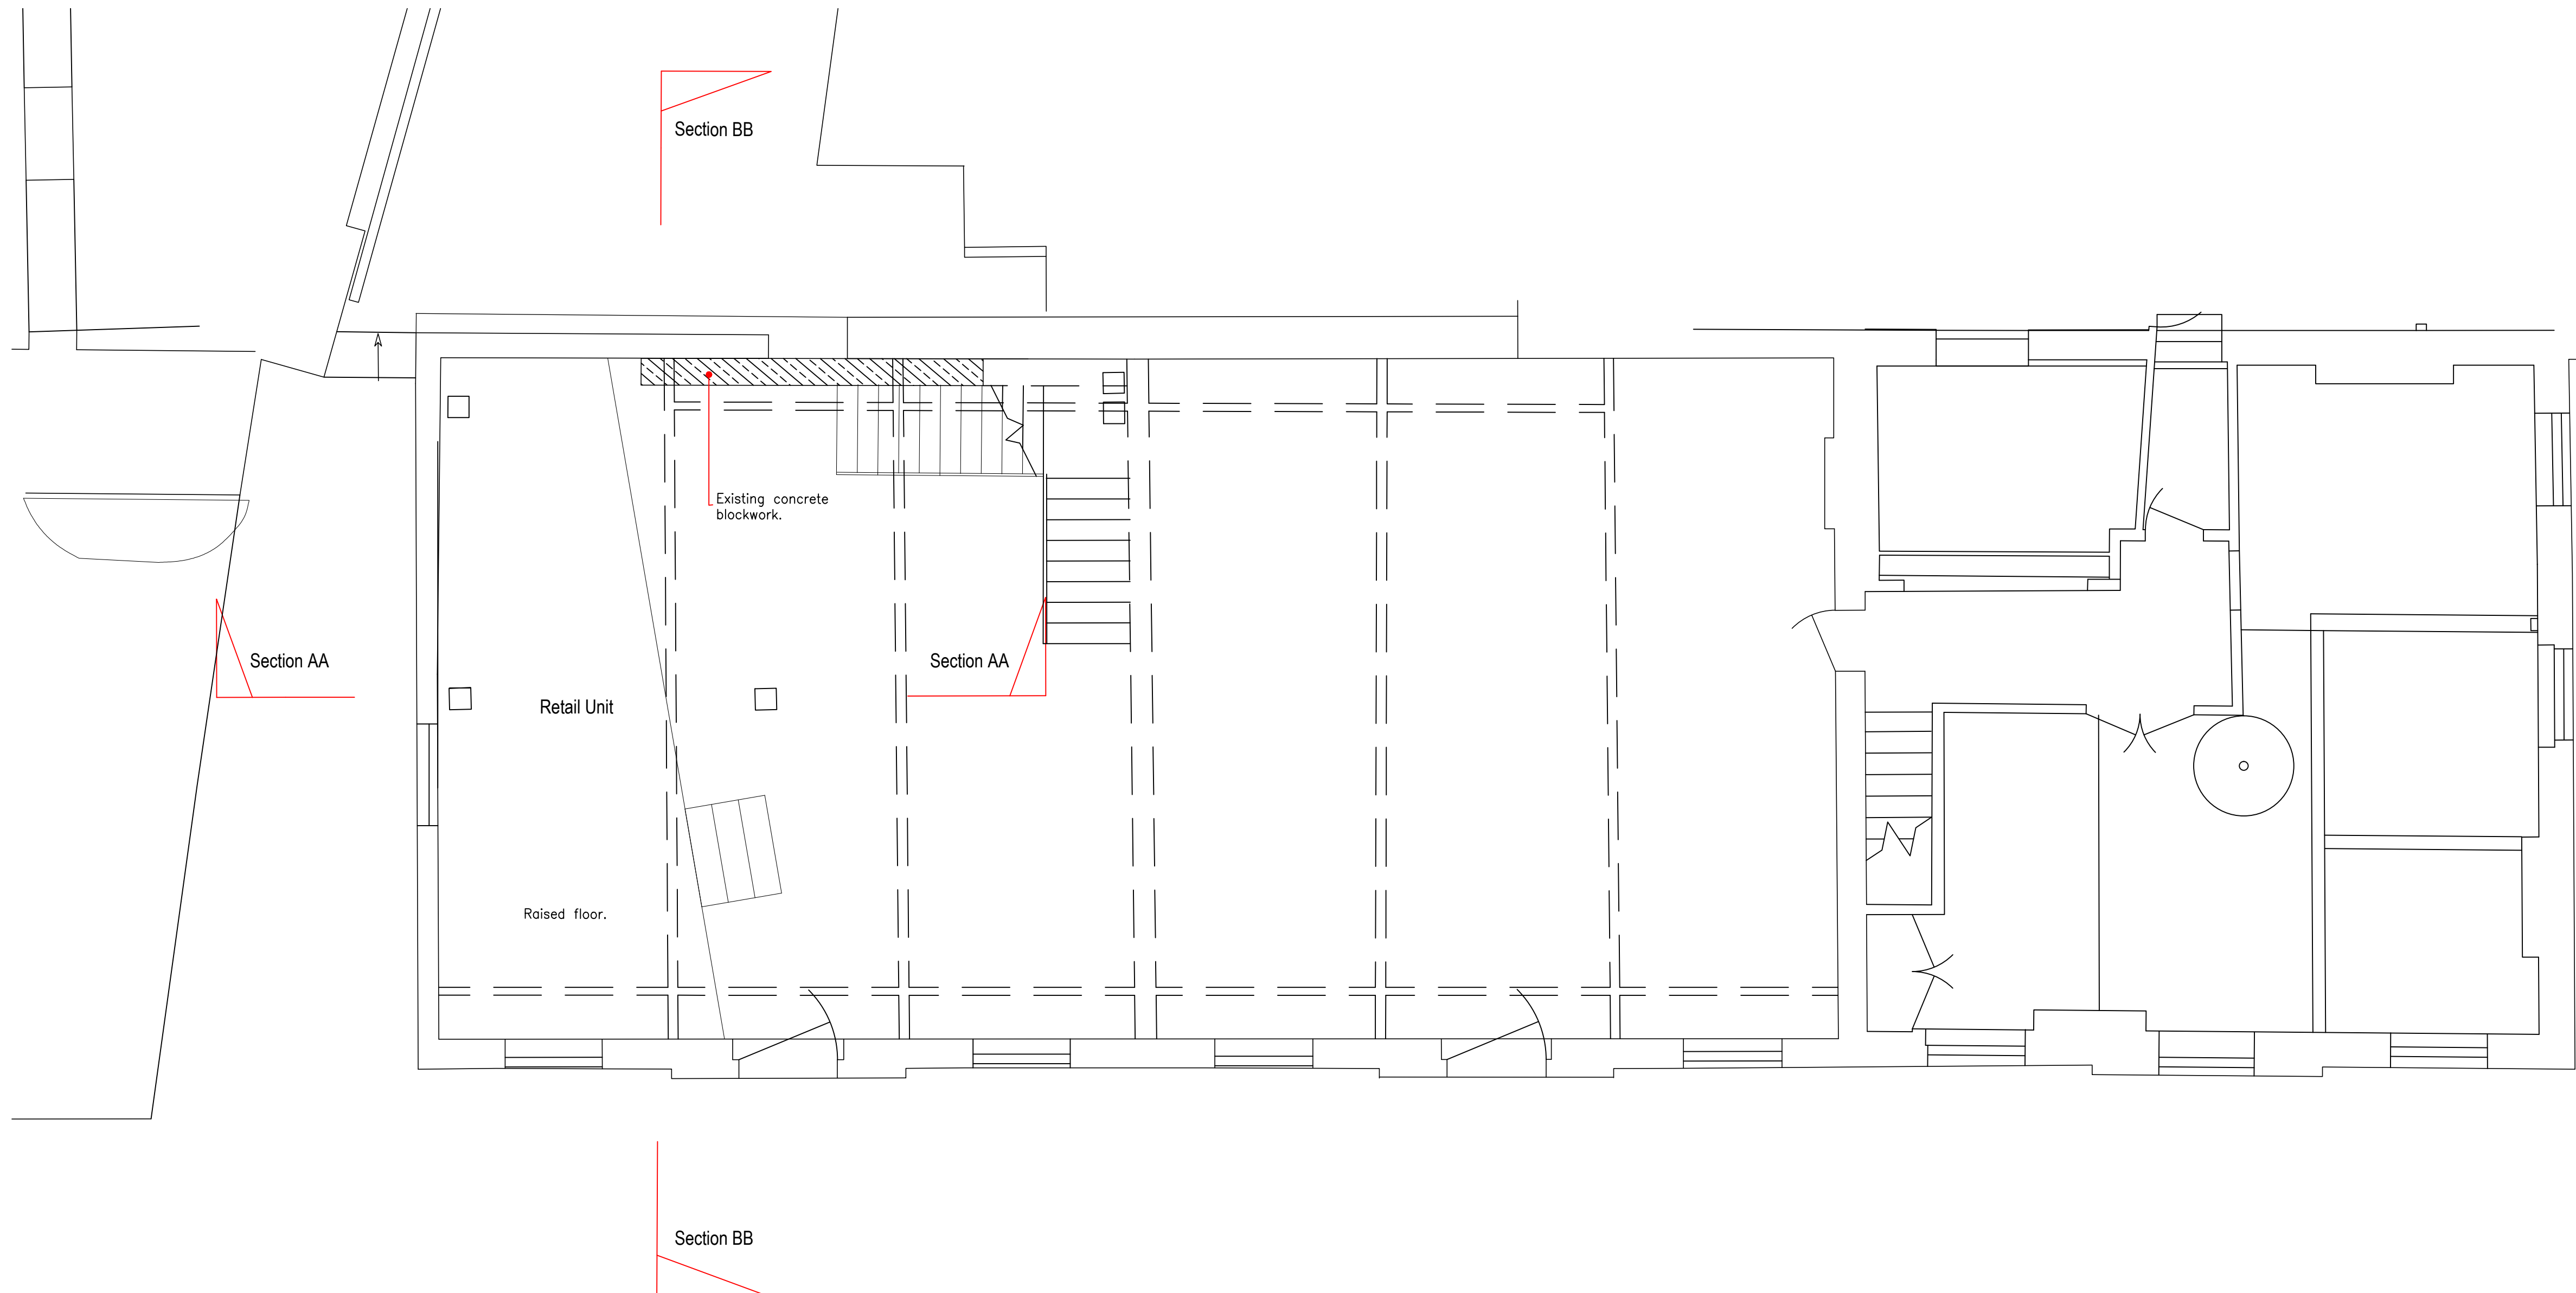 Section BB
Existing concrete
blockwork.
Section AA
Section AA
Retail Unit
Raised floor.
Section BB